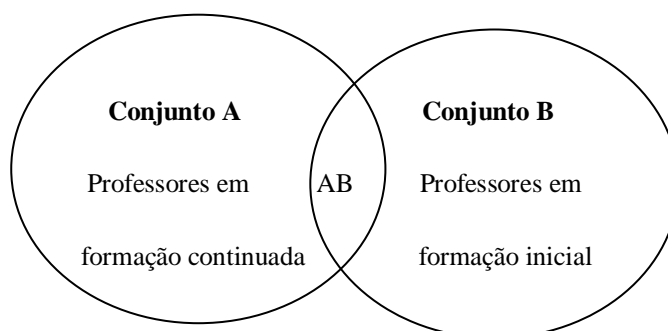 Conjunto A
Professores em
formação continuada
AB
Conjunto B
Professores em
formação inicial